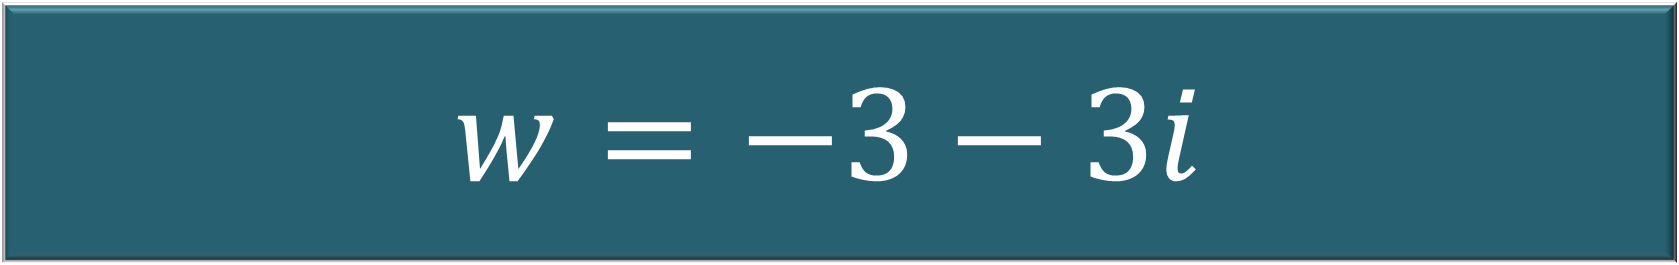 w = −3 − 3i